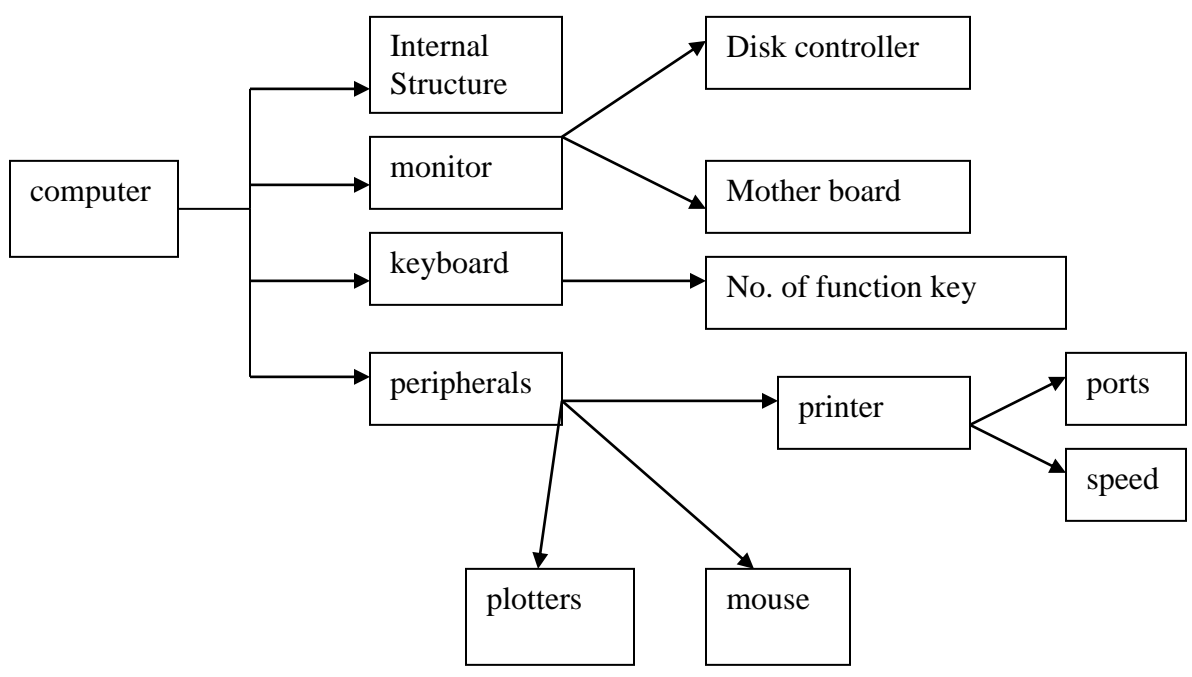 Internal
Structure
Disk controller
monitor
computer
Mother board
keyboard
No. of function key
peripherals
printer
ports
speed
plotters
mouse